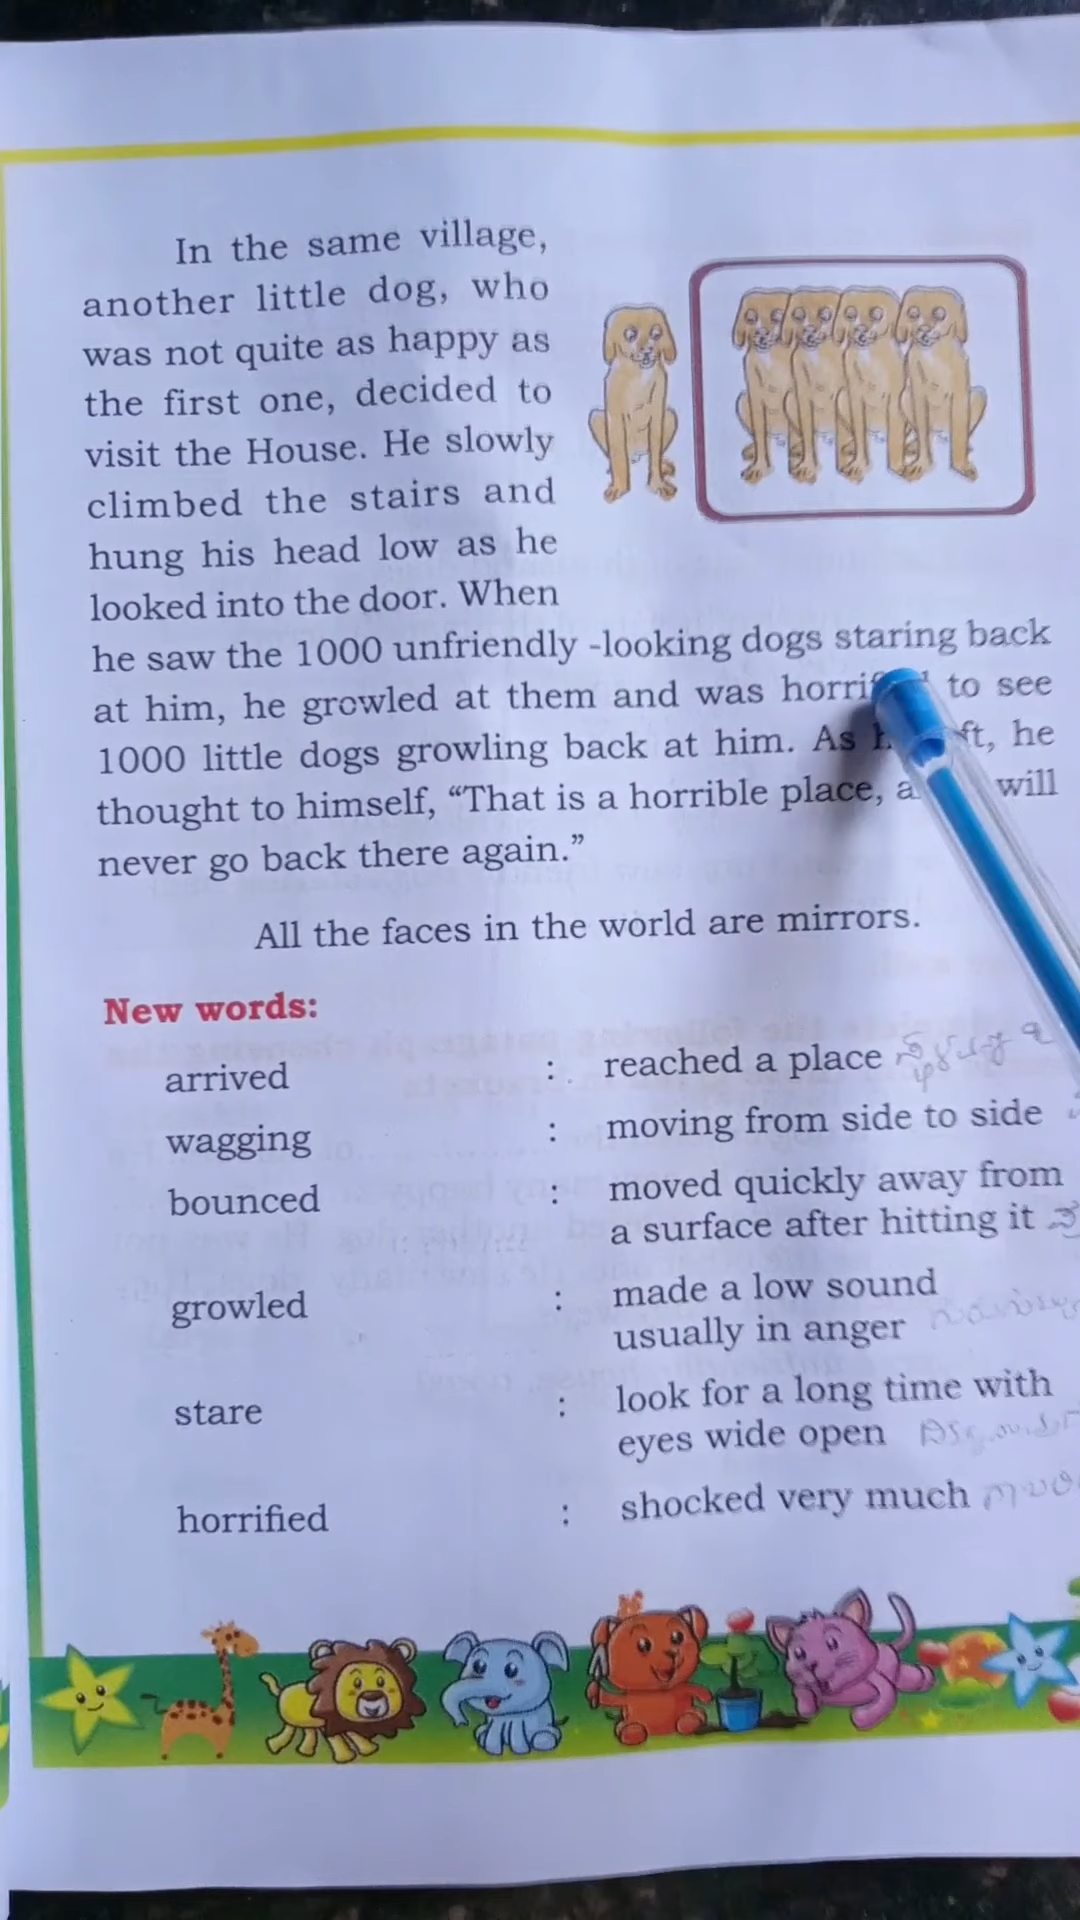 In the same village,
another little dog, who
was not quite as happy as
the first one, decided to
visit the House. He slowly
climbed the stairs and
hung his head low as he
looked into the door. When
he saw the 1000 unfriendly -looking dogs staring back
at him, he growled at them and was to see
1000 little dogs growling back at him. As he
thought to himself, “That is a horrible place, will
never go back there again.”
All the faces in the world are mirrors.
New words:
arrived : reached a place
wagging : moving from side to side
bounced : moved quickly away from
a surface after hitting it
growled : made a low sound
usually in anger
stare : look for a long time with
eyes wide open
horrified : shocked very much